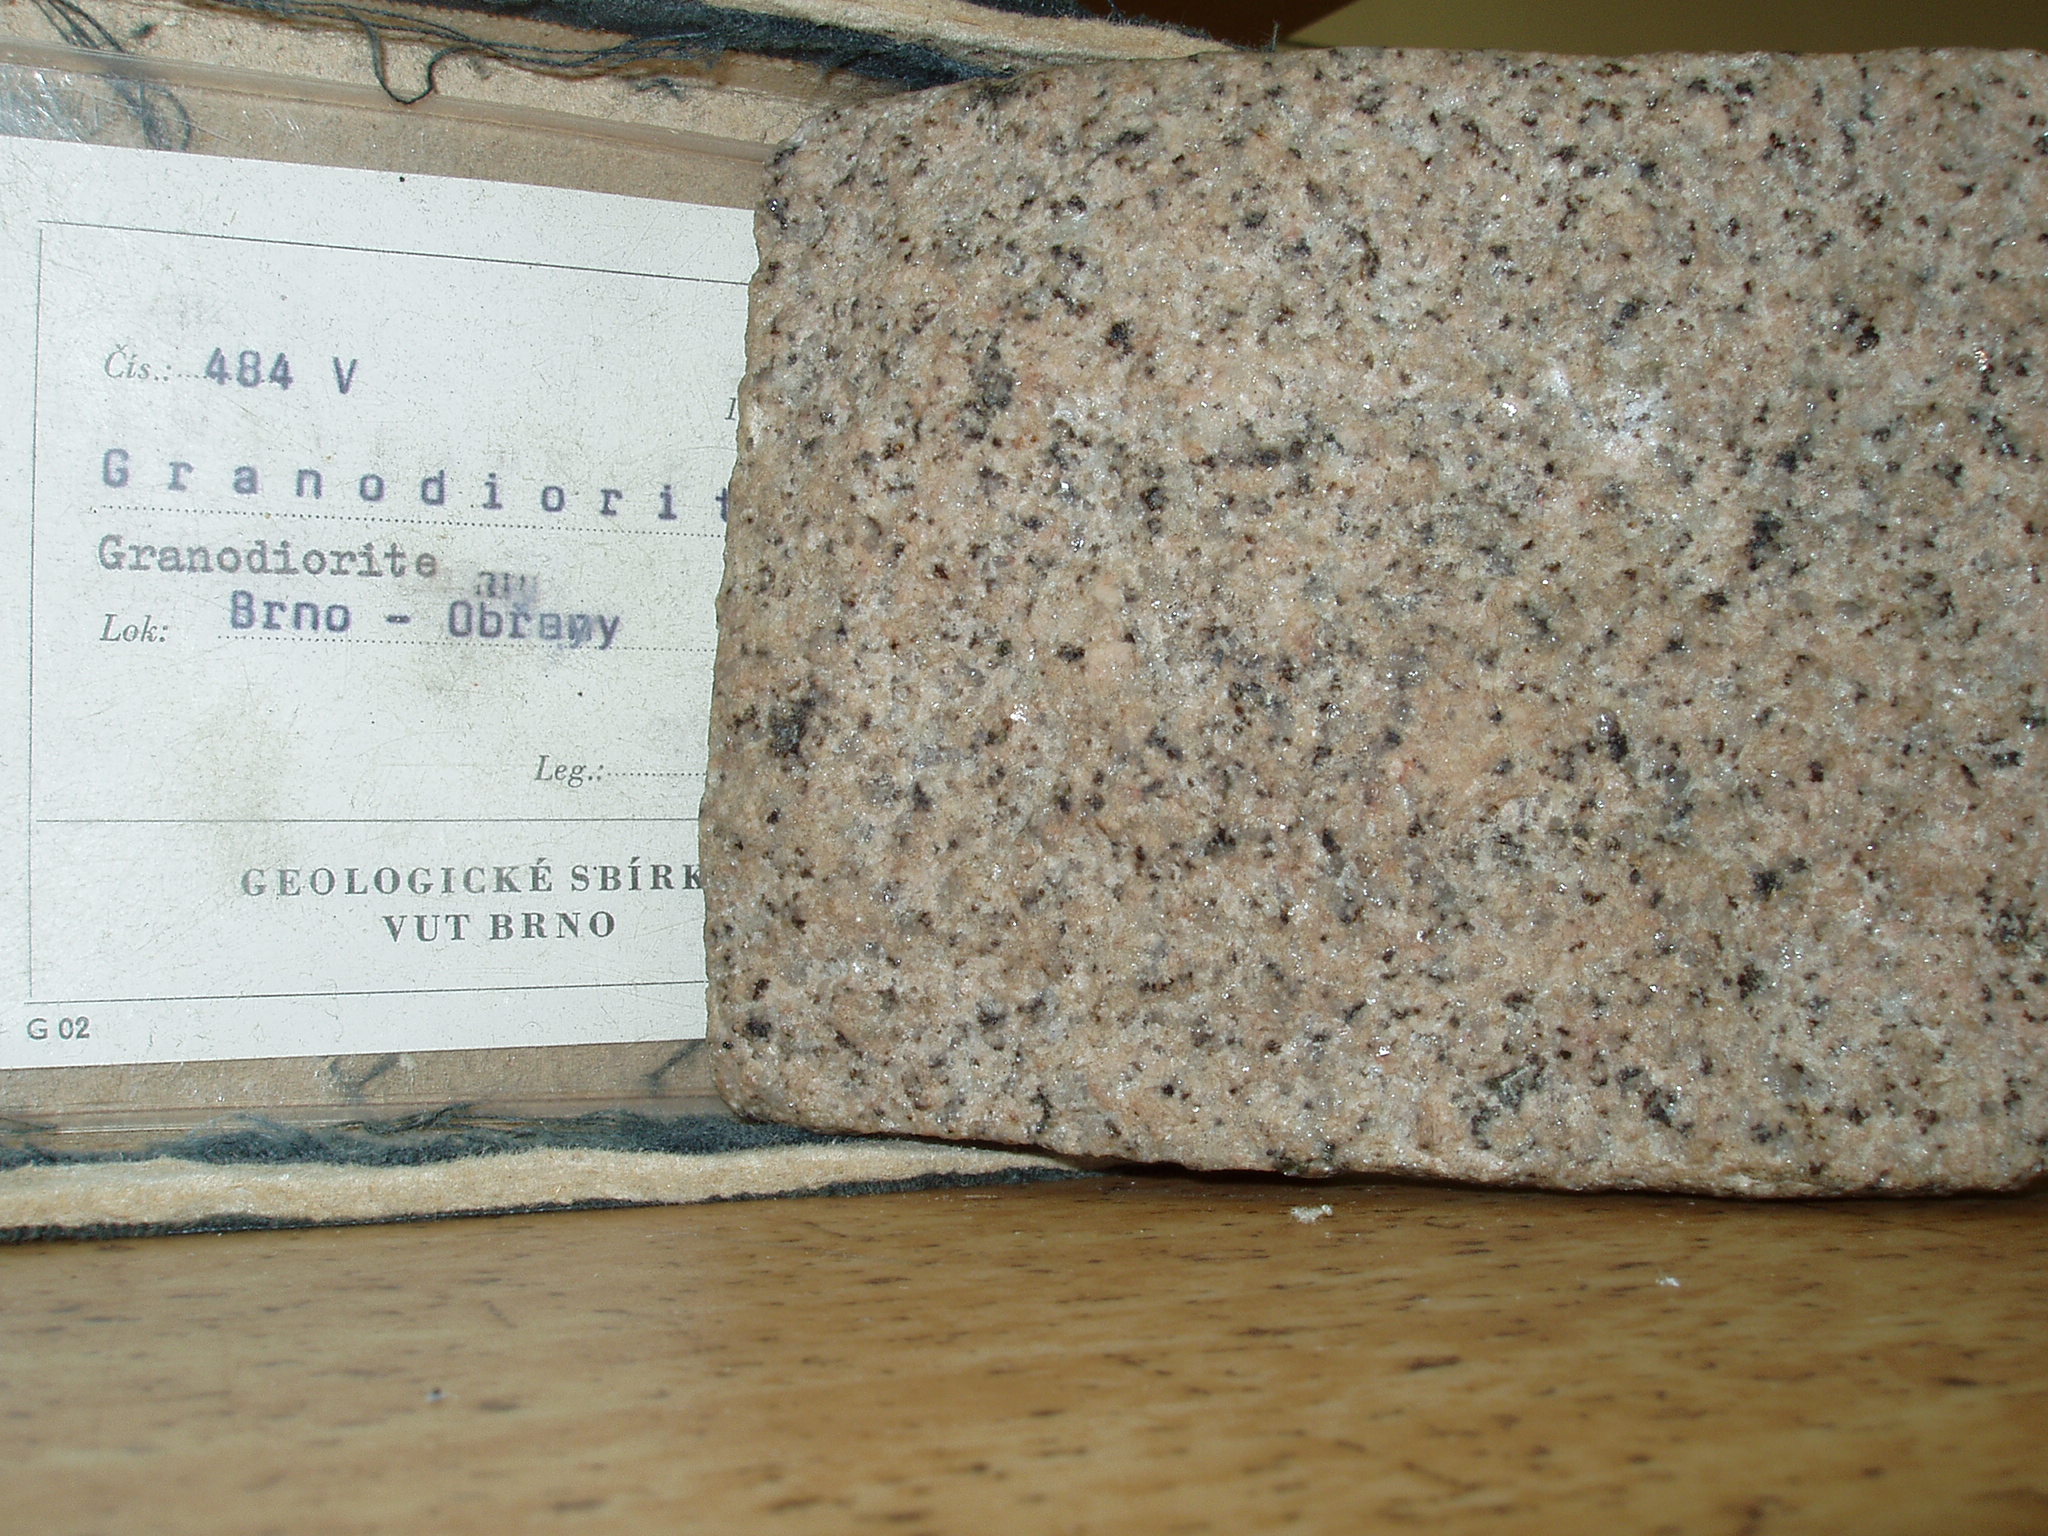 Čís.: 484 V
Granodiorit
Granodiorite
Lok: Brno - Obřany
Leg.:
GEOLOGICKÉ SBÍRK
VUT BRNO
G 02